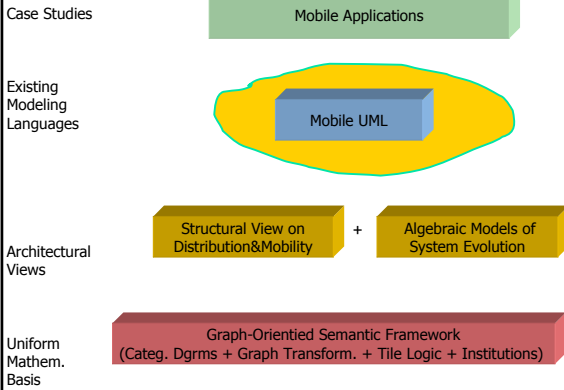 Case Studies
Mobile Applications
Existing
Modeling
Languages
Mobile UML
Structural View on
Distribution&Mobility
+
Algebraic Models of
System Evolution
Architectural
Views
Graph-Orientied Semantic Framework
(Categ. Dgrms + Graph Transform. + Tile Logic + Institutions)
Uniform
Mathem.
Basis